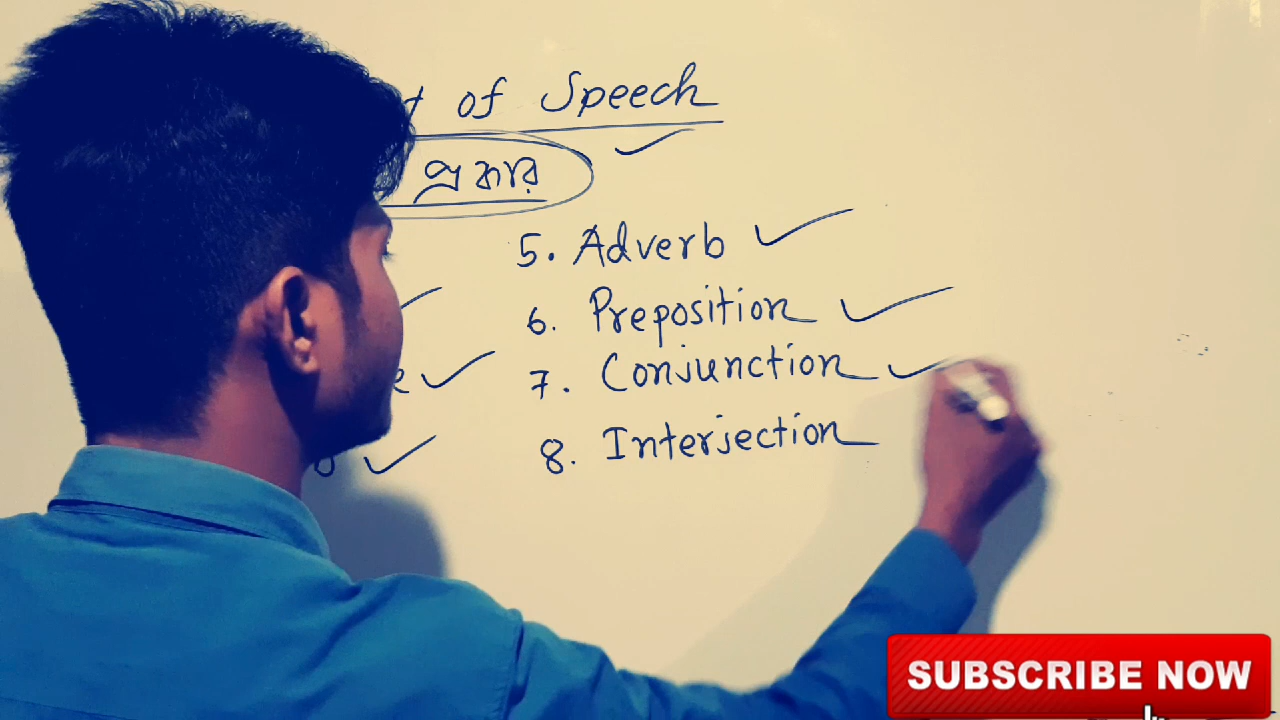 of Speech
প্রকার
5. Adverb
6. Preposition
7. Conjunction
8. Interjection
SUBSCRIBE NOW